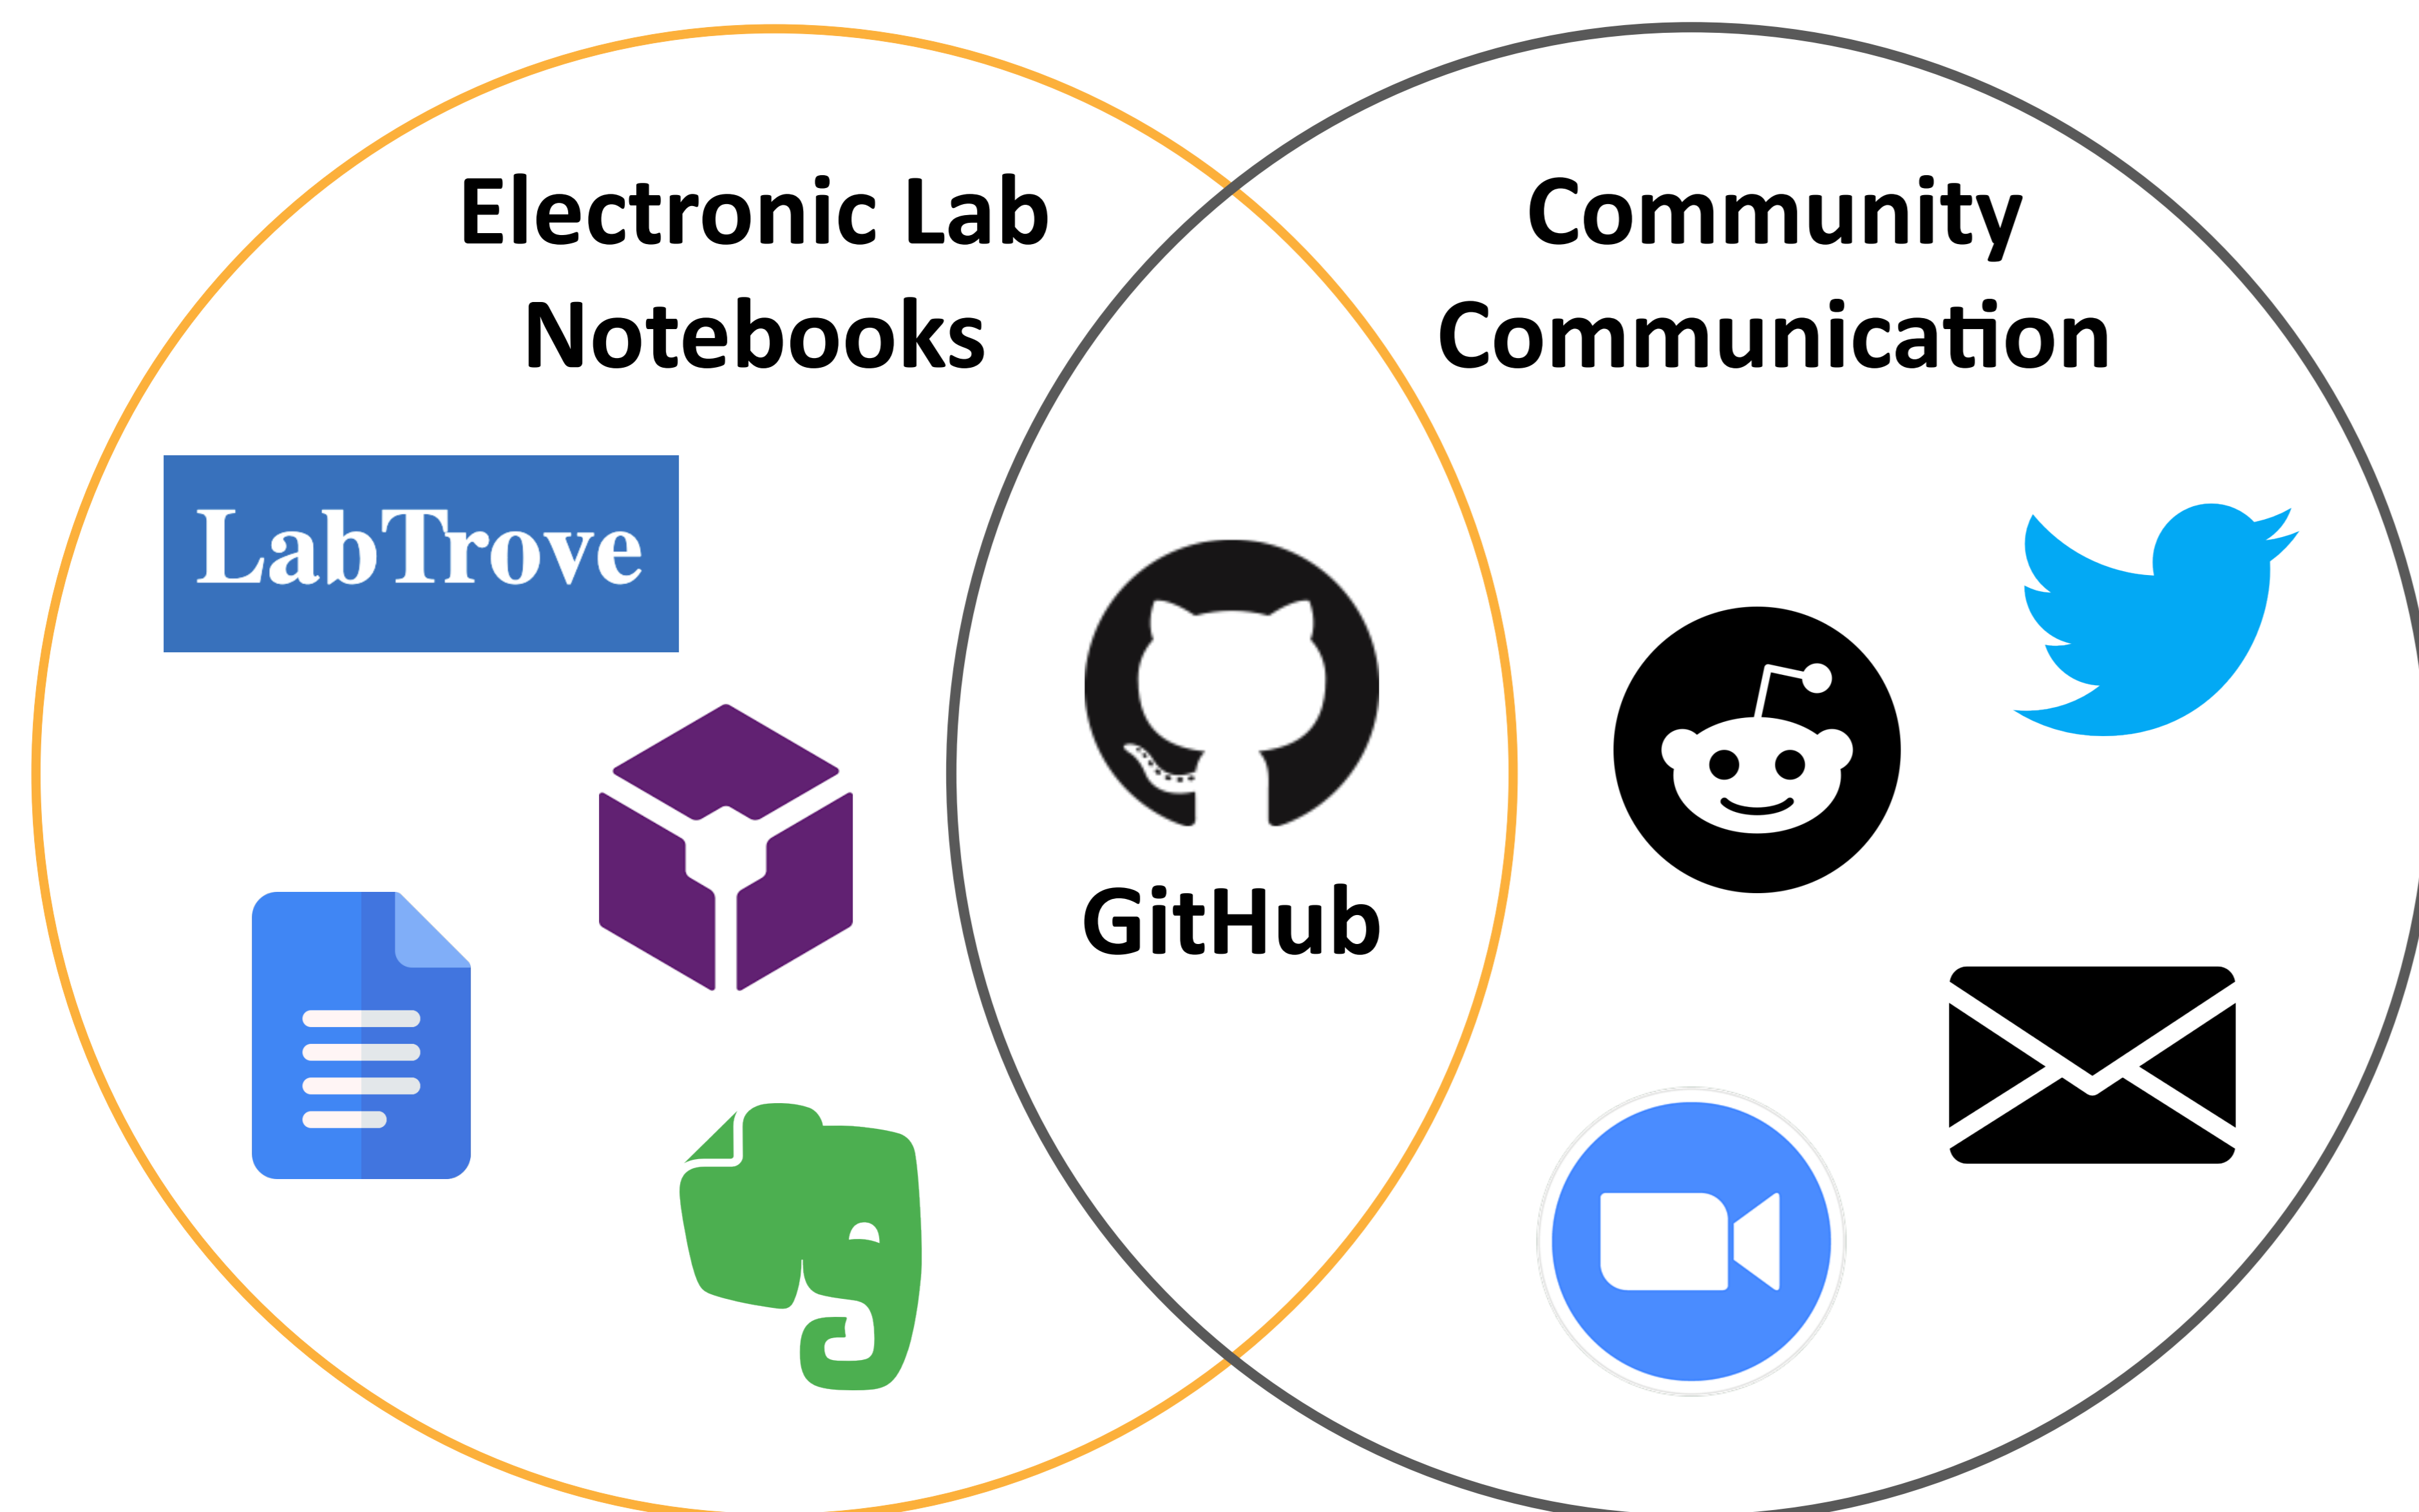 Electronic Lab
Notebooks
Community
Communication
LabTrove
GitHub